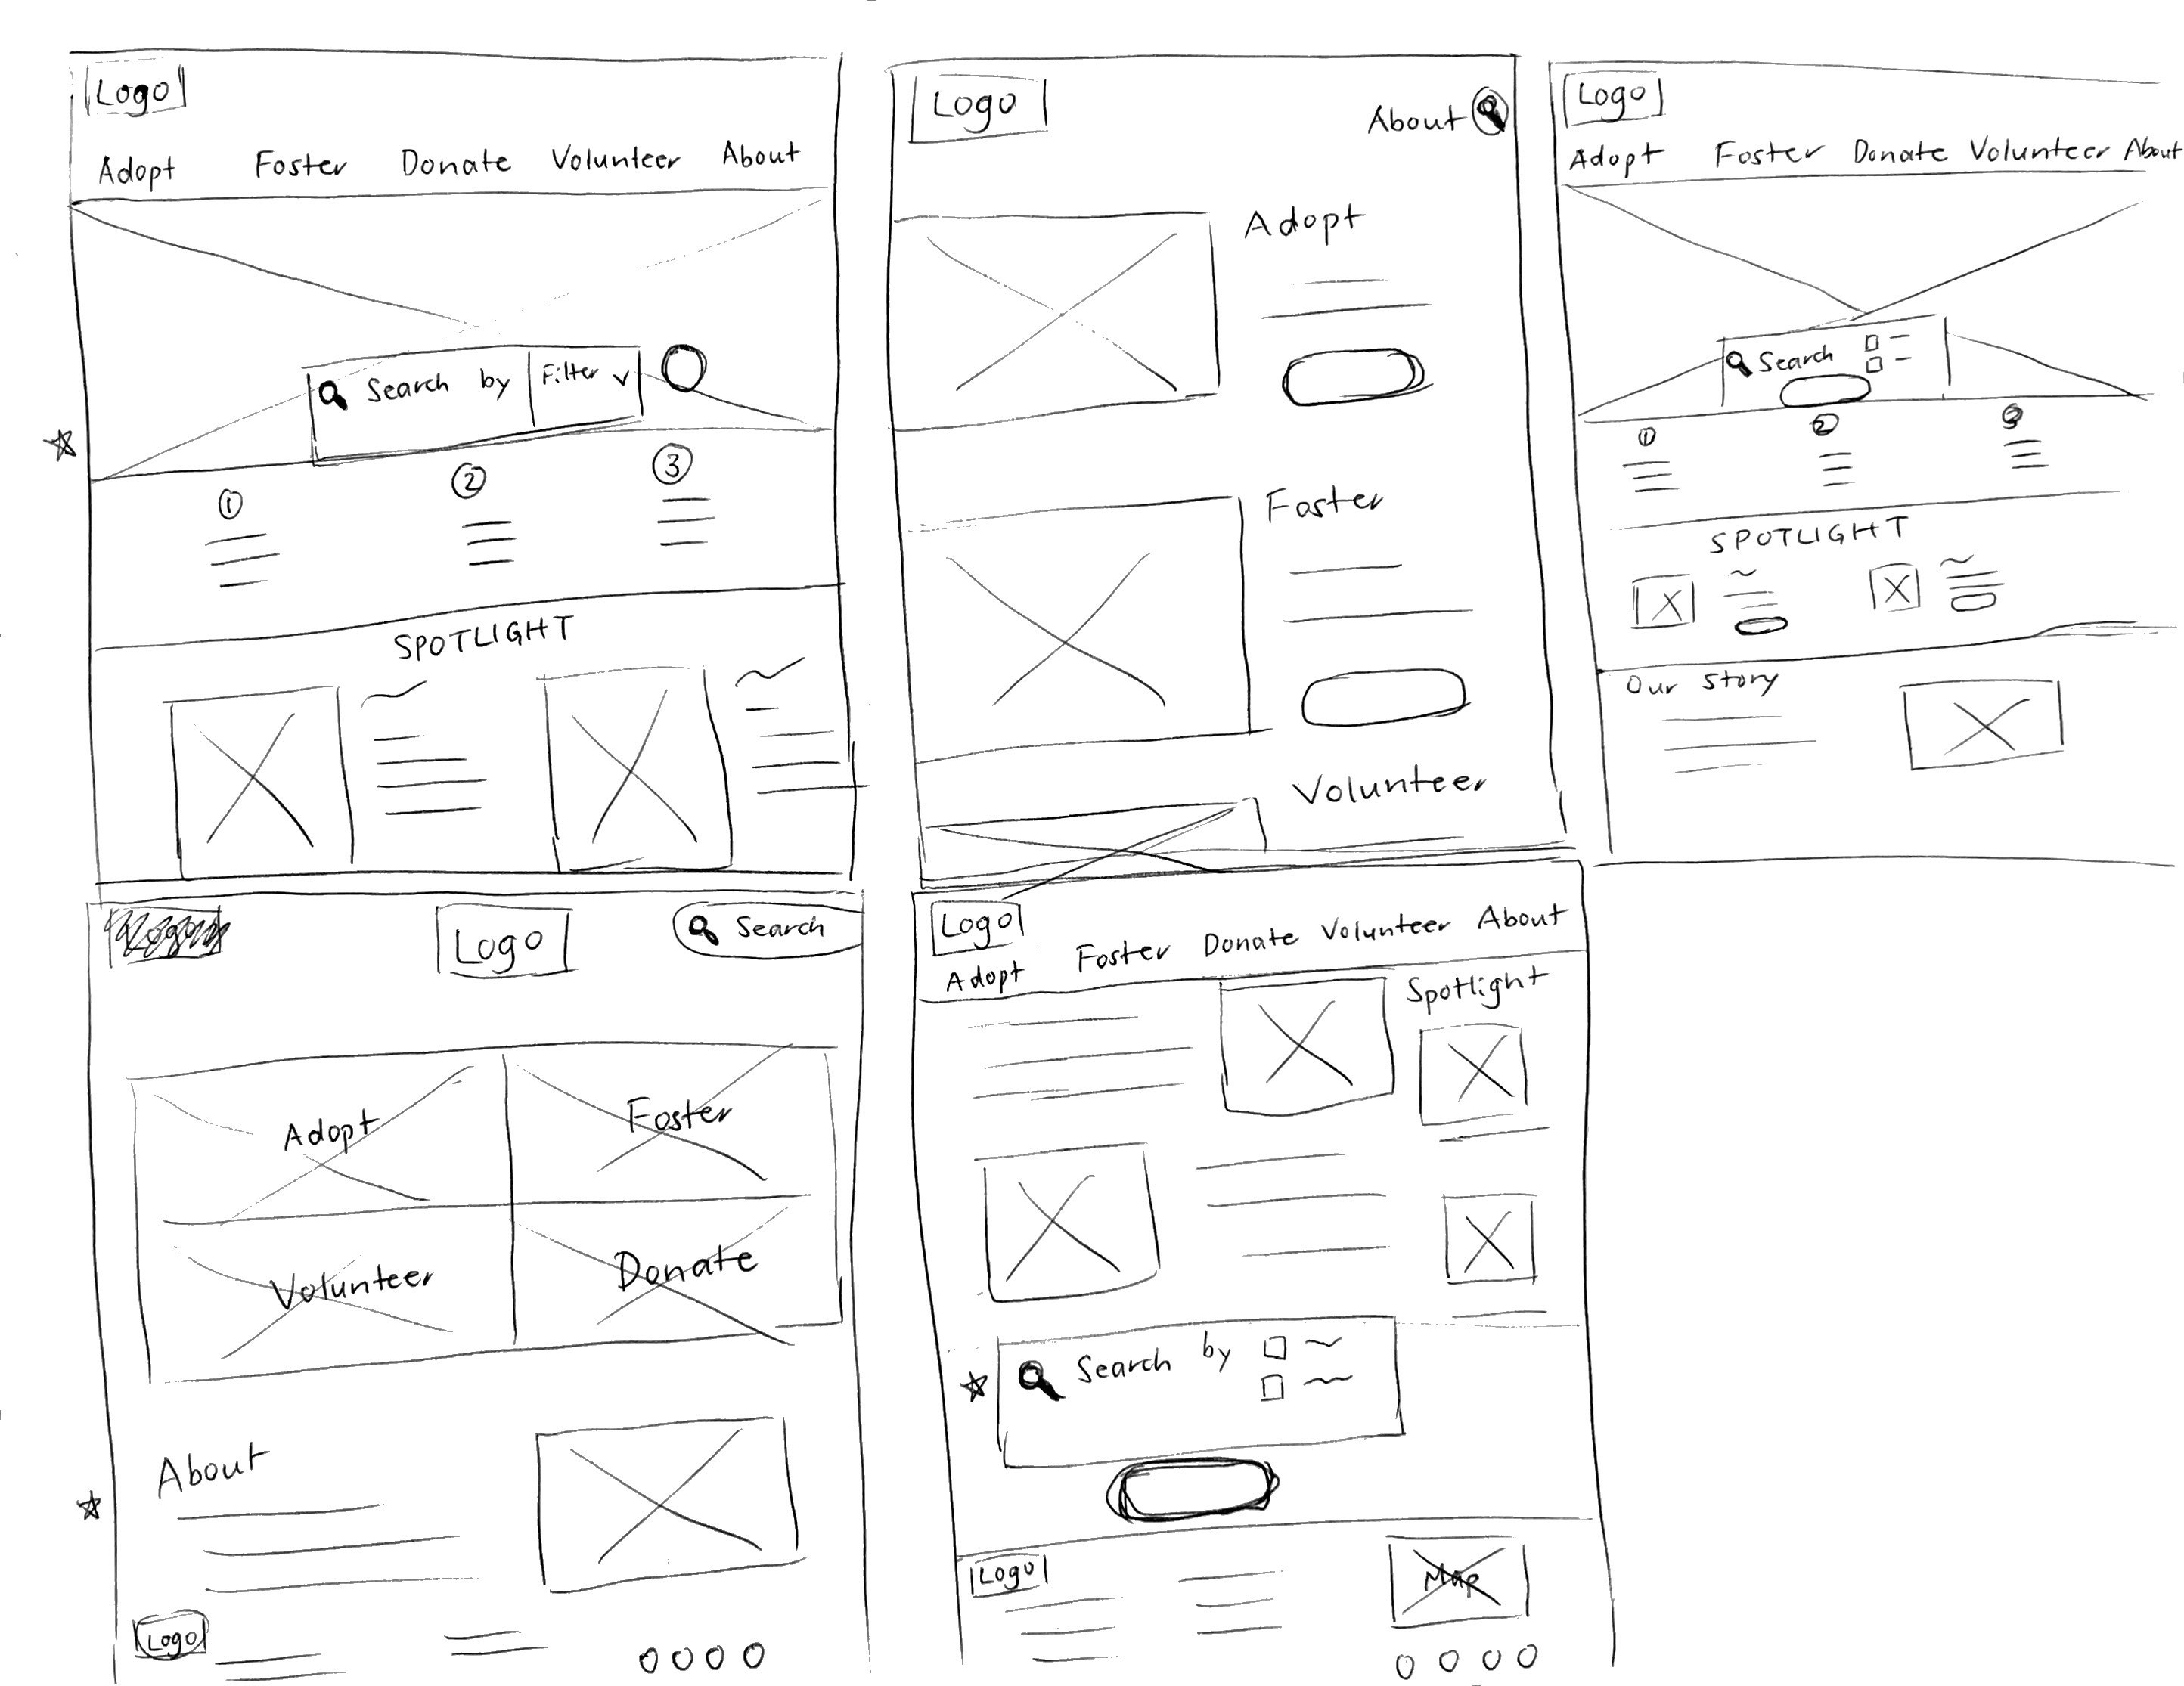 Logo
Adopt Foster Donate Volunteer About
Search by Filter
1 2 3
SPOTLIGHT
Logo
About
Adopt
Foster
Volunteer
Logo
Adopt Foster Donate Volunteer About
Search
1 2 3
SPOTLIGHT
Our Story
Logo
Search
Adopt Foster
Volunteer Donate
About
Logo
Logo
Adopt Foster Donate Volunteer About
Spotlight
Search by
Logo
Map